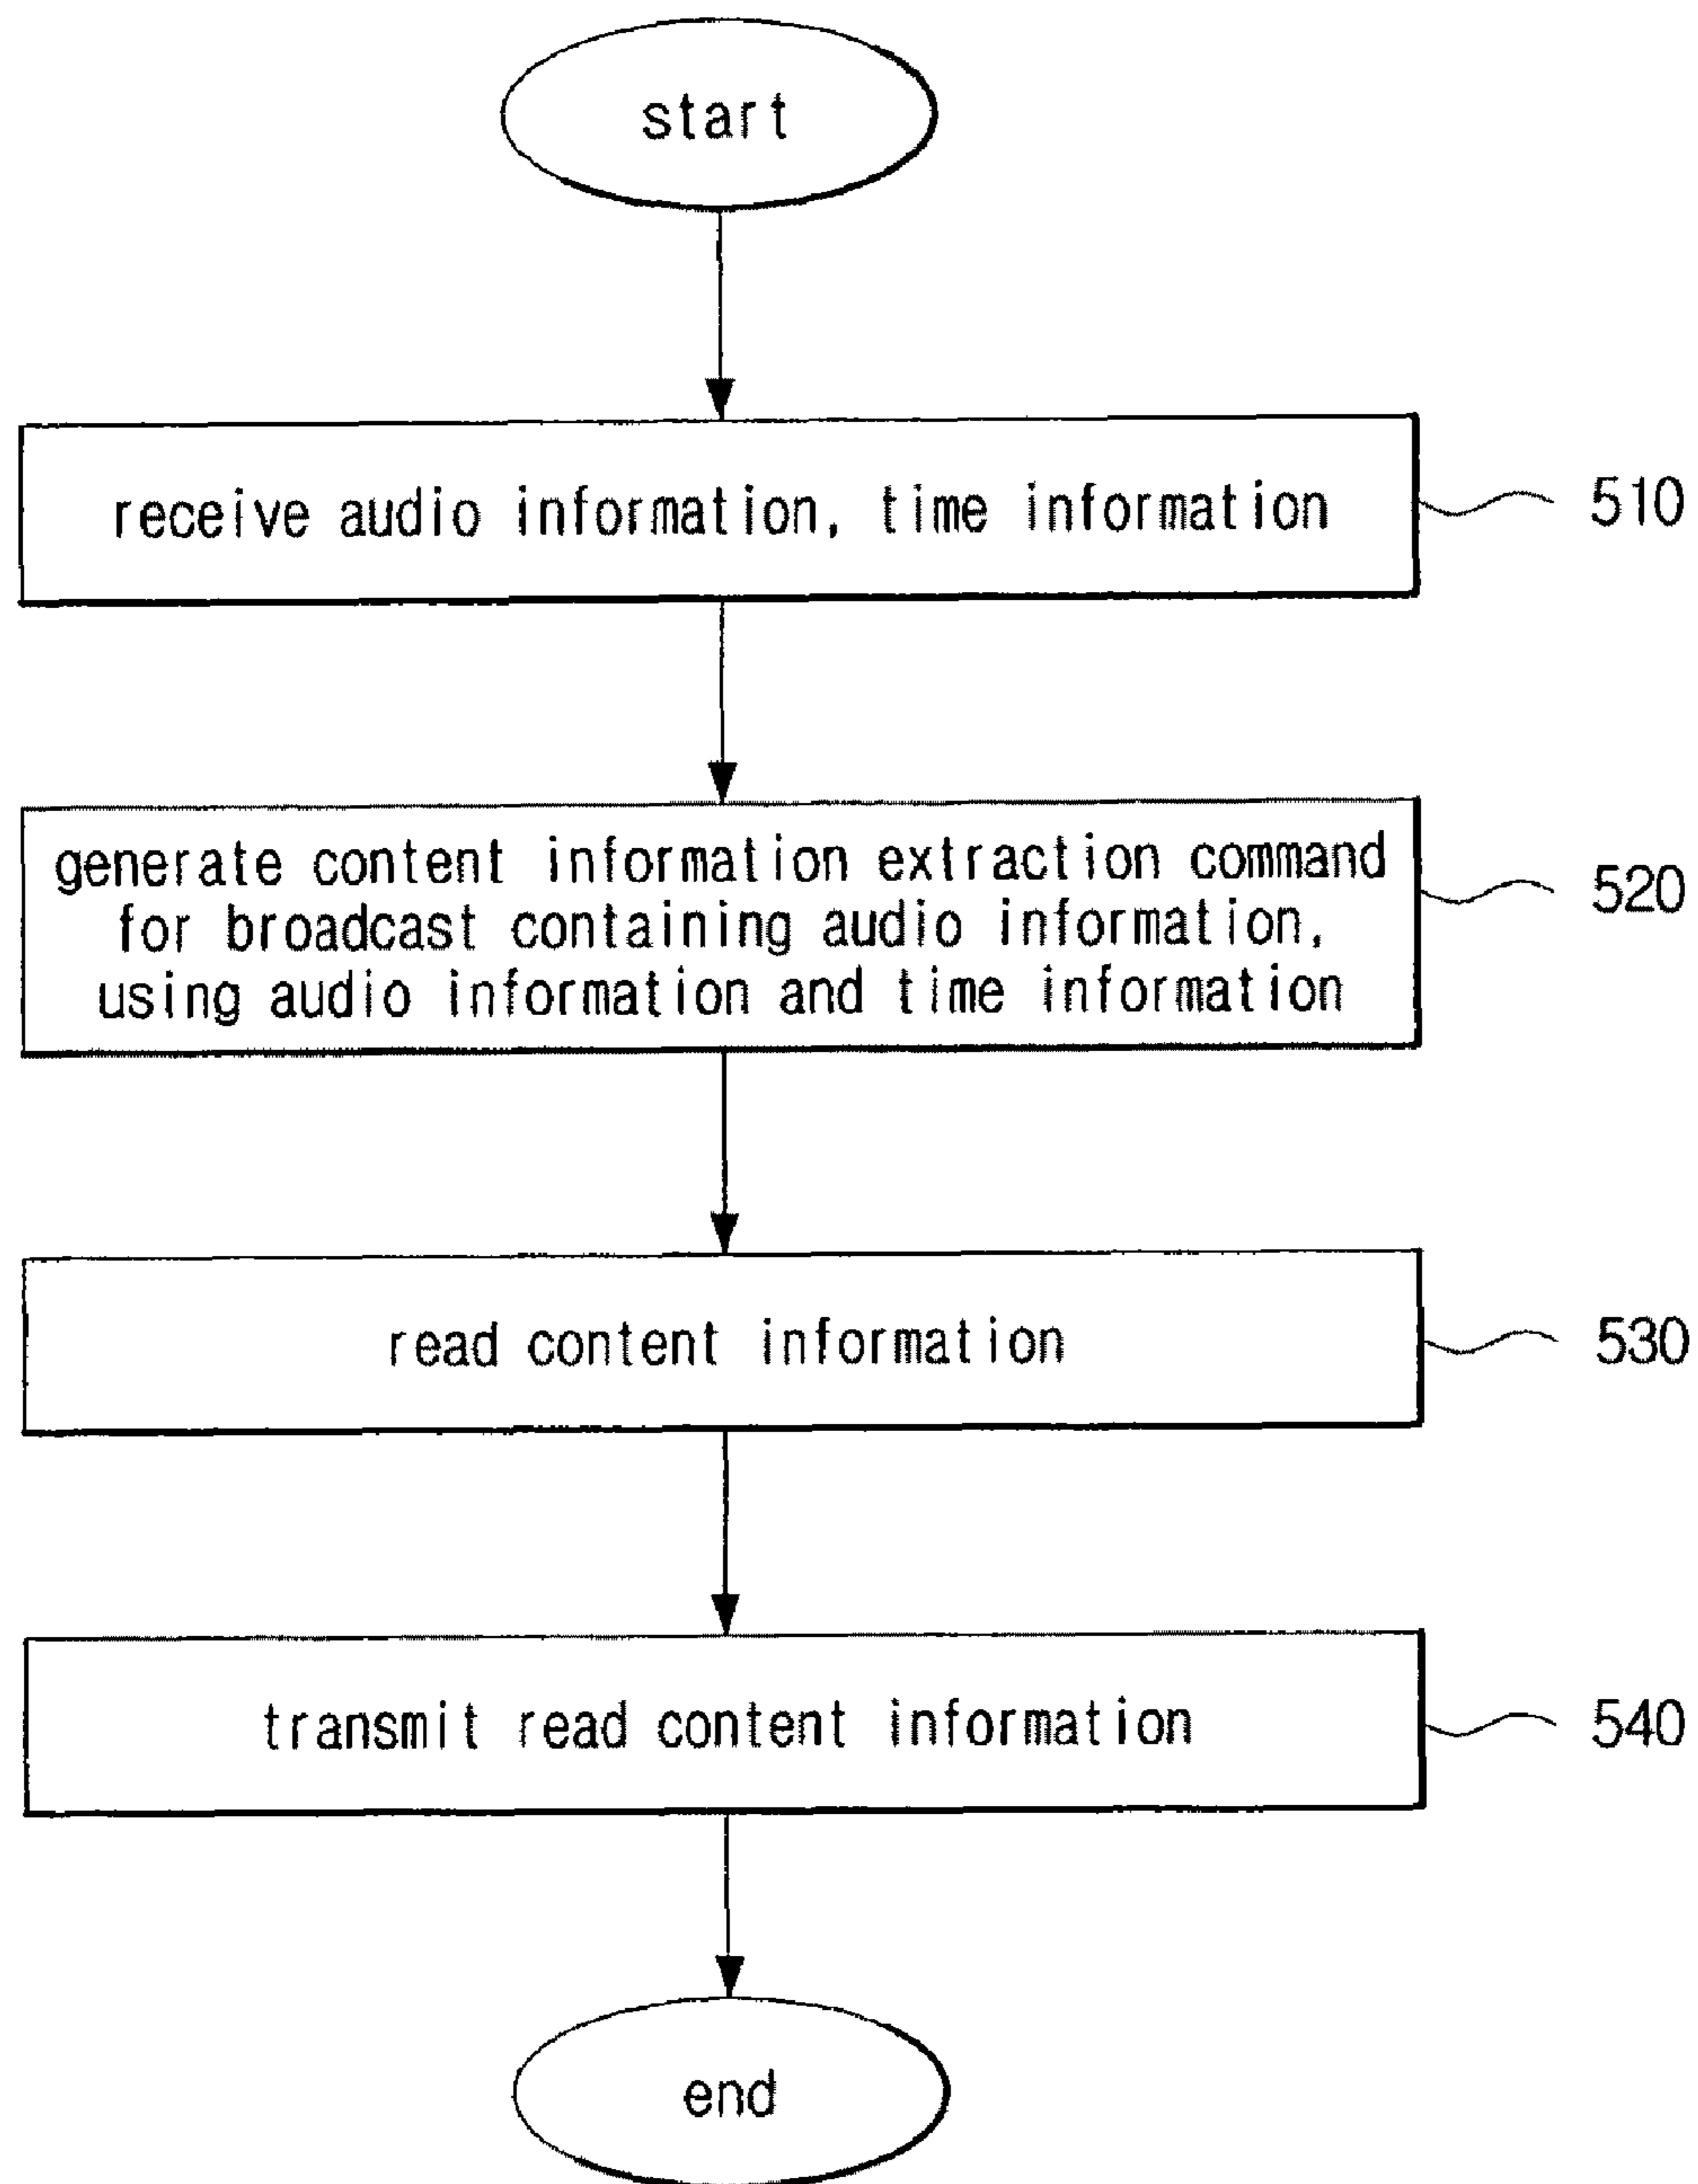 start
receive audio information, time information
510
generate content information extraction command
for broadcast containing audio information,
using audio information and time information
520
read content information
530
transmit read content information
540
end